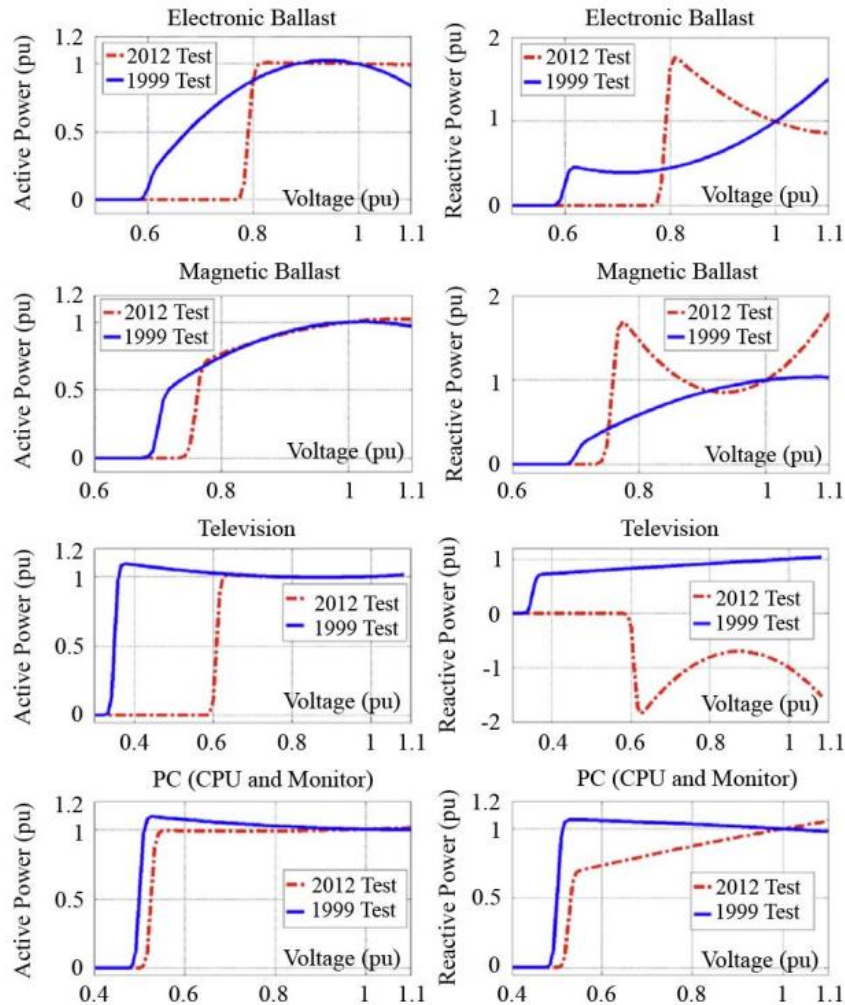 Electronic Ballast
Active Power (pu)
1.2
1
0.5
0
2012 Test
1999 Test
Voltage (pu)
0.6
0.8
1
1.1
Electronic Ballast
Reactive Power (pu)
2
1
0
2012 Test
1999 Test
Voltage (pu)
0.6
0.8
1
1.1
Magnetic Ballast
Active Power (pu)
1.2
1
0.5
0
2012 Test
1999 Test
Voltage (pu)
0.6
0.8
1
1.1
Magnetic Ballast
Reactive Power (pu)
2
1
0
2012 Test
1999 Test
Voltage (pu)
0.6
0.8
1
1.1
Television
Active Power (pu)
1.2
1
0.5
0
2012 Test
1999 Test
Voltage (pu)
0.4
0.6
0.8
1
1.1
Television
Reactive Power (pu)
1
0
-1
-2
2012 Test
1999 Test
Voltage (pu)
0.4
0.6
0.8
1
1.1
PC (CPU and Monitor)
Active Power (pu)
1.2
1
0.5
0
2012 Test
1999 Test
Voltage (pu)
0.4
0.6
0.8
1
1.1
PC (CPU and Monitor)
Reactive Power (pu)
1.2
1
0.5
0
2012 Test
1999 Test
Voltage (pu)
0.4
0.6
0.8
1
1.1